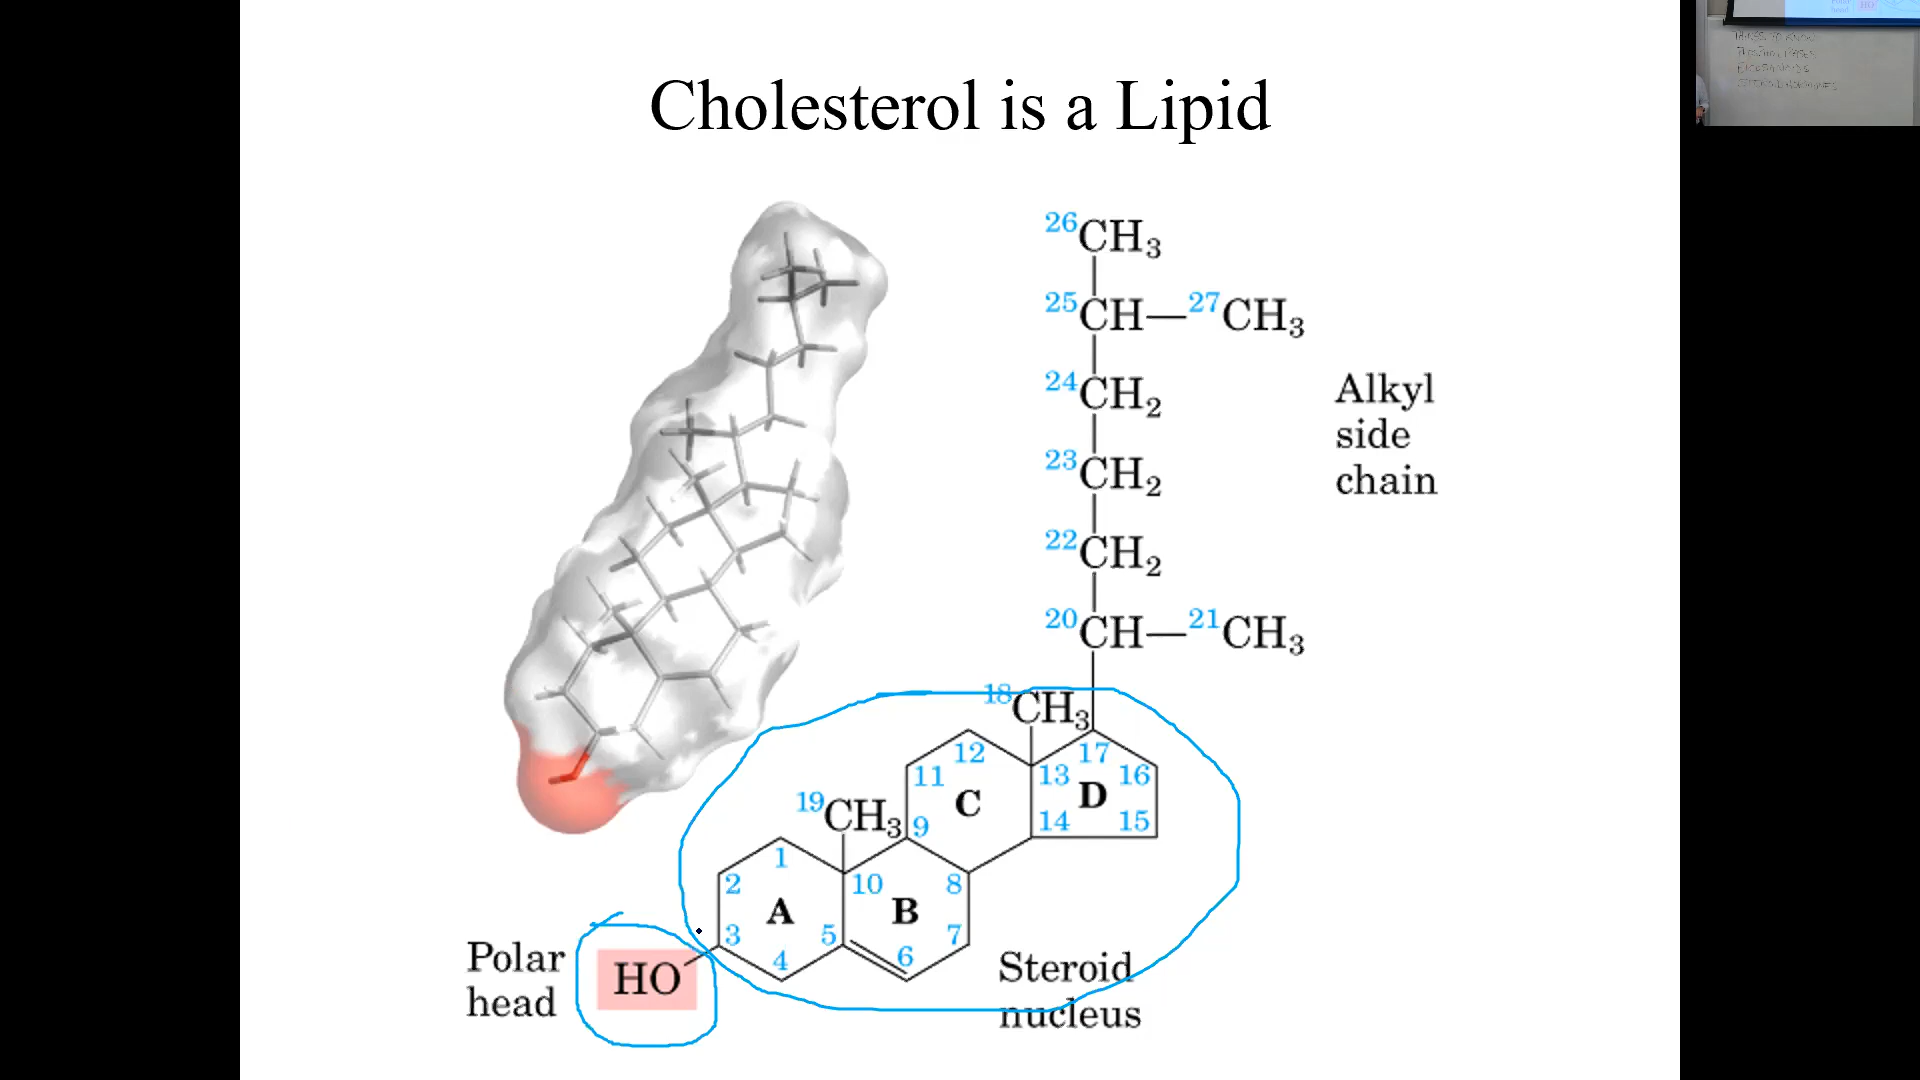 Cholesterol is a Lipid
26CH3
25CH—27CH3
24CH2
23CH2
22CH2
20CH—21CH3
Alkyl
side
chain
18CH3
12
17
11
13
16
C
D
19CH3
9
14
15
1
2
10
8
A
B
3
5
7
4
6
Polar
head
HO
Steroid
nucleus